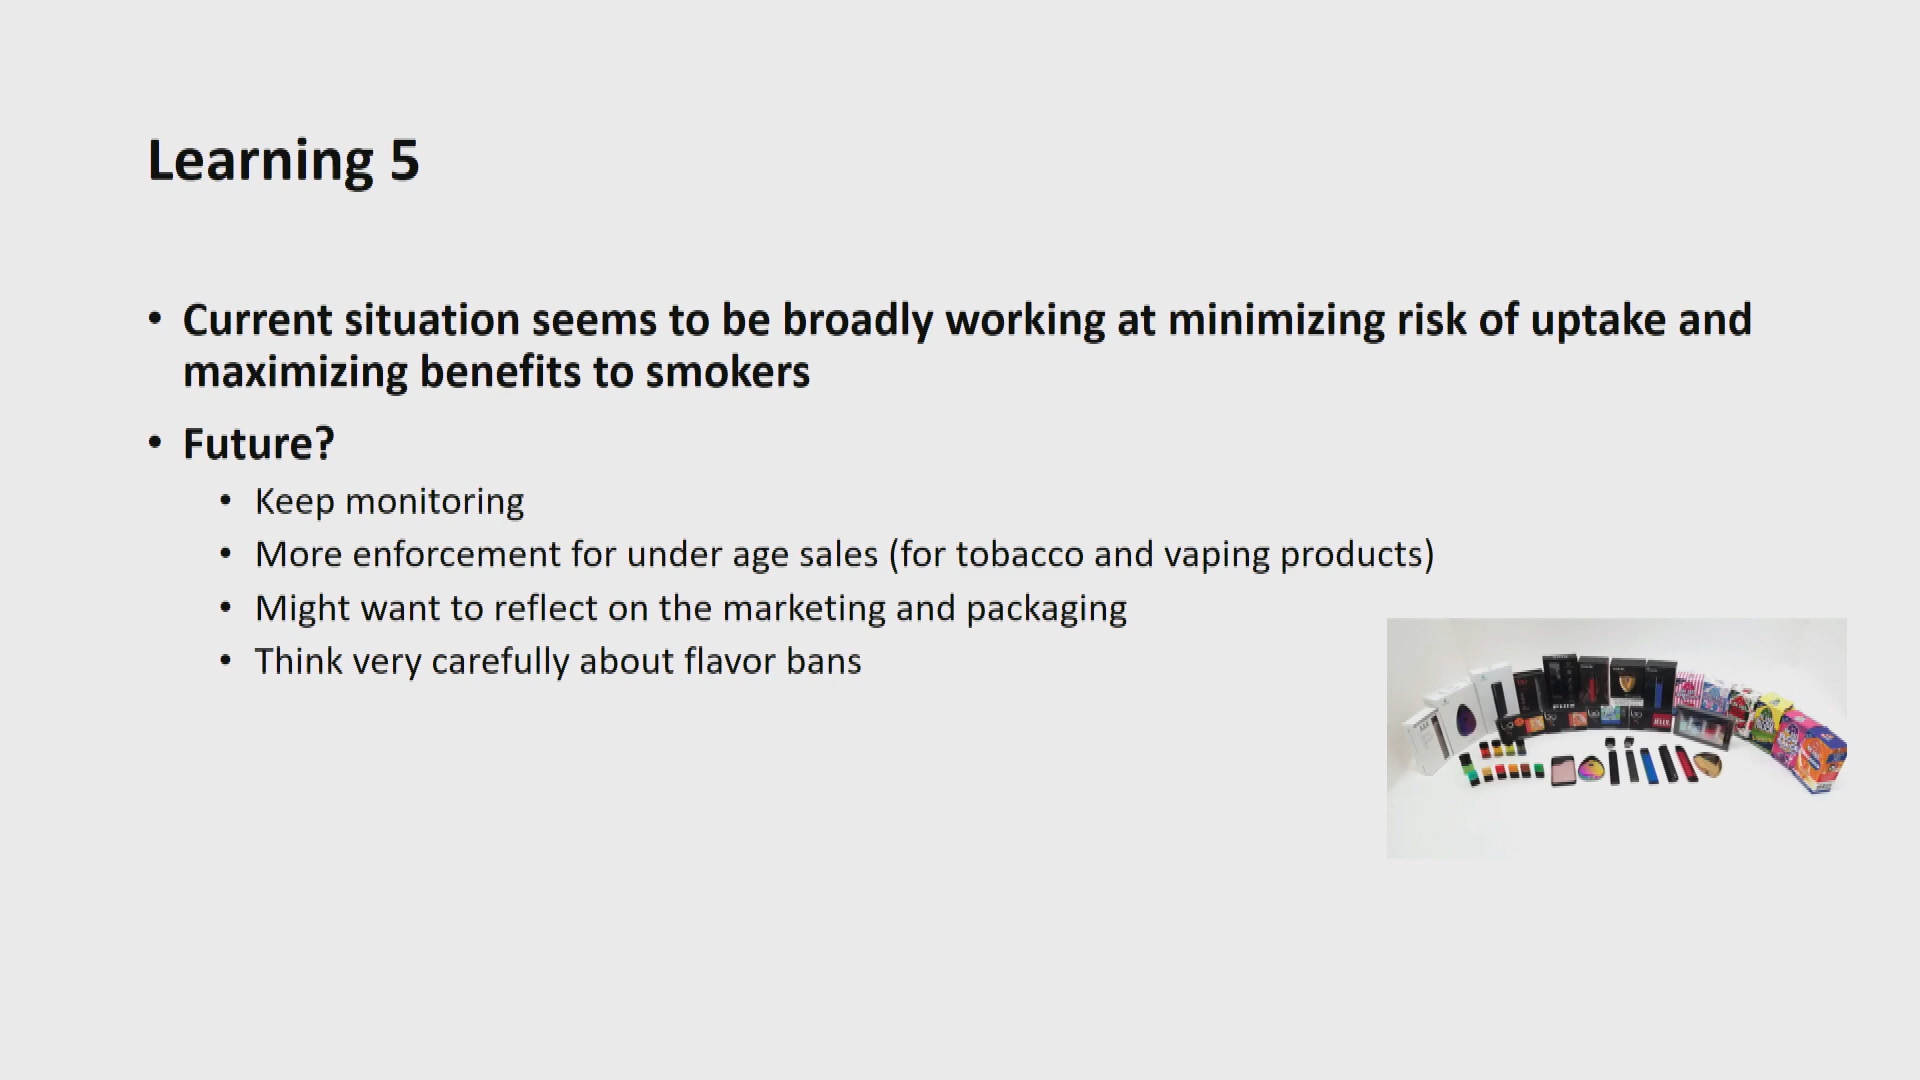 Learning 5
• Current situation seems to be broadly working at minimizing risk of uptake and
maximizing benefits to smokers
• Future?
• Keep monitoring
• More enforcement for under age sales (for tobacco and vaping products)
• Might want to reflect on the marketing and packaging
• Think very carefully about flavor bans